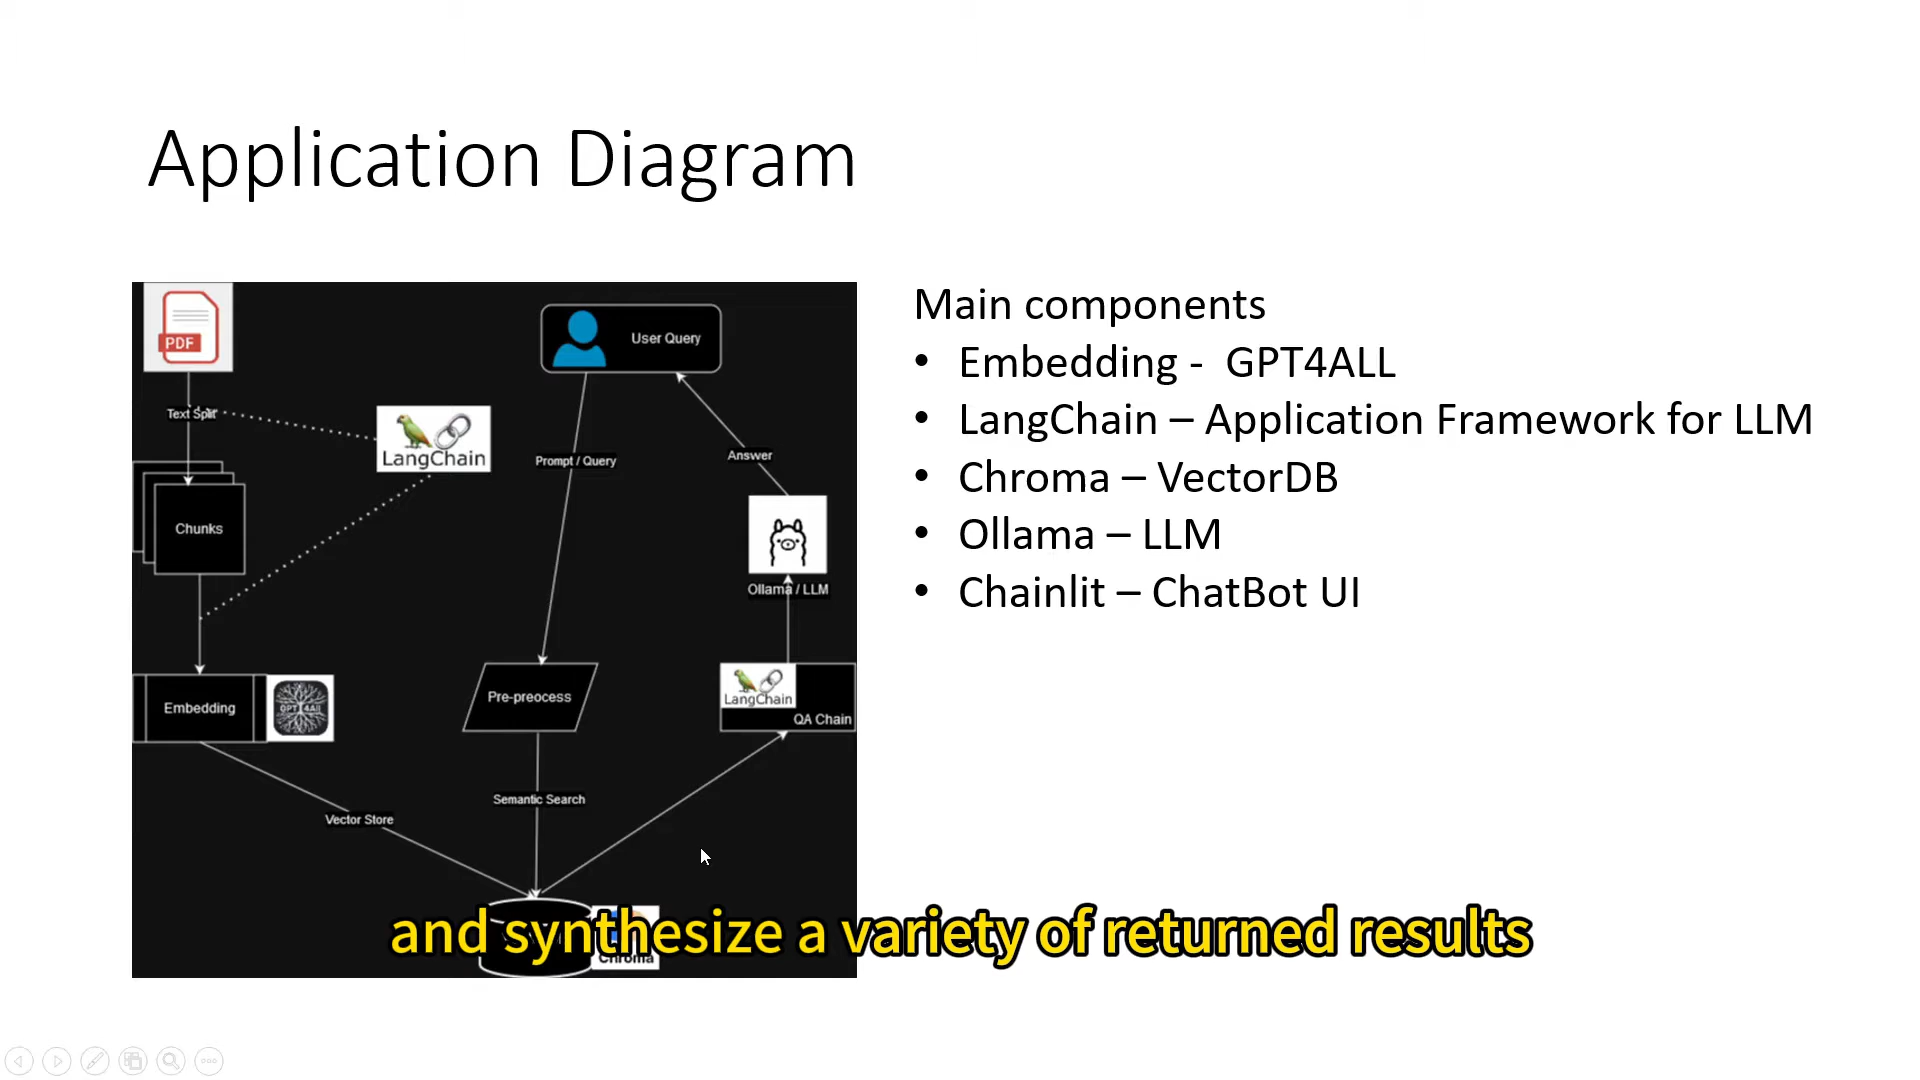 Application Diagram
PDF
User Query
Text Split
LangChain
Prompt / Query
Answer
Chunks
Ollama / LLM
Embedding
GPT4All
Pre-preocess
LangChain
QA Chain
Semantic Search
Vector Store
Chroma
Main components
• Embedding - GPT4ALL
• LangChain – Application Framework for LLM
• Chroma – VectorDB
• Ollama – LLM
• Chainlit – ChatBot UI
and synthesize a variety of returned results